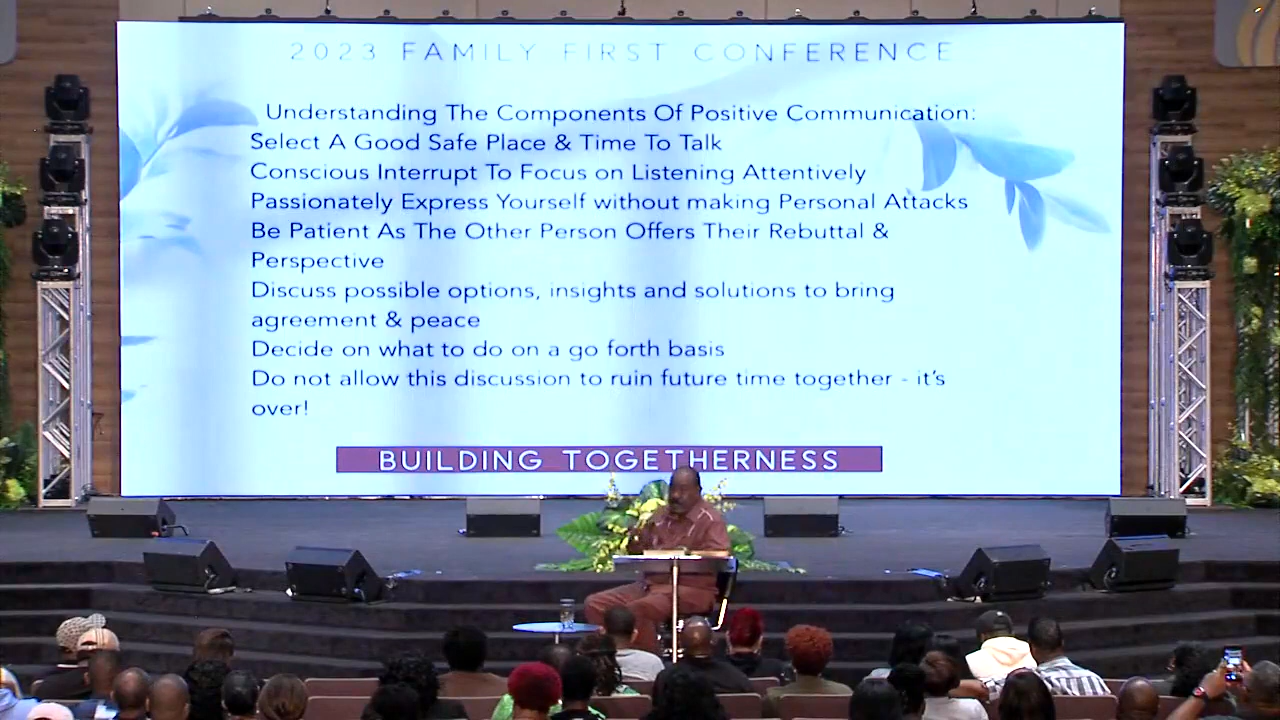 2023 FAMILY FIRST CONFERENCE
Understanding The Components Of Positive Communication:
Select A Good Safe Place & Time To Talk
Conscious Interrupt To Focus on Listening Attentively
Passionately Express Yourself without making Personal Attacks
Be Patient As The Other Person Offers Their Rebuttal &
Perspective
Discuss possible options, insights and solutions to bring
agreement & peace
Decide on what to do on a go forth basis
Do not allow this discussion to ruin future time together - it's
over!
BUILDING TOGETHERNESS